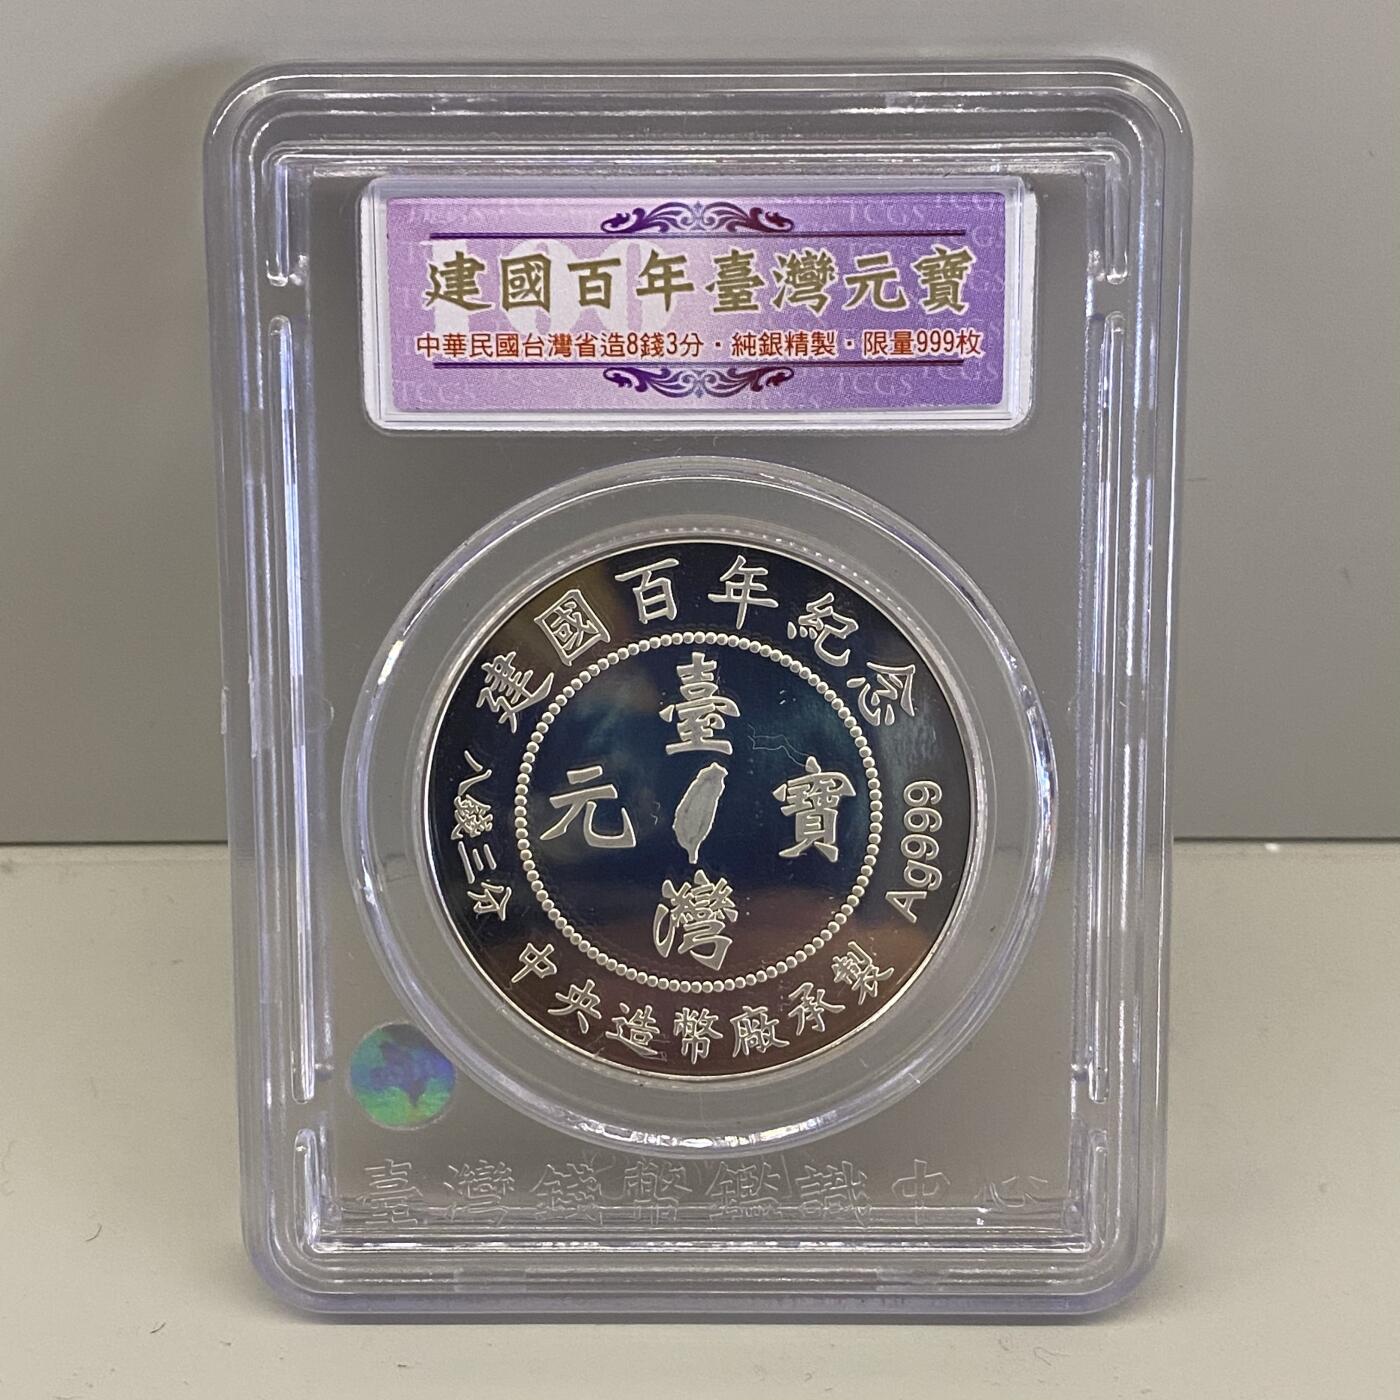 建國百年臺灣元寶
中華民國台灣省造8錢3分・純銀精製・限量999枚
建國百年紀念
臺灣
元寶
八錢三分
Ag999
中央造幣廠承製
臺灣錢幣鑑識中心